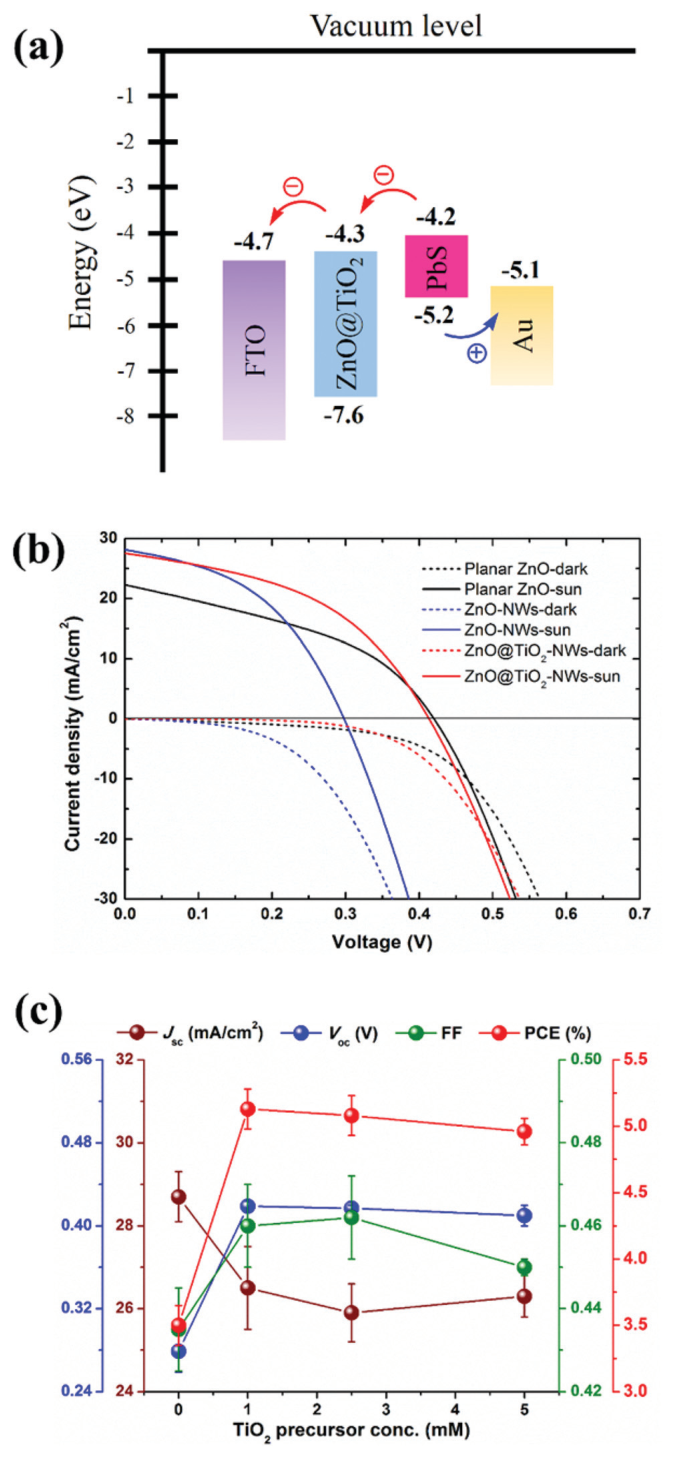 (a)
Vacuum level
Energy (eV)
-1
-2
-3
-4
-5
-6
-7
-8
-4.7
-4.3
-4.2
-5.1
-5.2
-7.6
FTO
ZnO@TiO₂
PbS
Au
(b)
Current density (mA/cm²)
30
20
10
0
-10
-20
-30
Planar ZnO-dark
Planar ZnO-sun
ZnO-NWs-dark
ZnO-NWs-sun
ZnO@TiO₂-NWs-dark
ZnO@TiO₂-NWs-sun
0.0 0.1 0.2 0.3 0.4 0.5 0.6 0.7
Voltage (V)
(c)
Jsc (mA/cm²) Voc (V) FF PCE (%)
0.56 32 0.50 5.5
5.0
0.48 30 0.48
4.5
0.40 28 0.46
4.0
0.32 26 0.44
3.5
0.24 24 0.42 3.0
0 1 2 3 4 5
TiO₂ precursor conc. (mM)